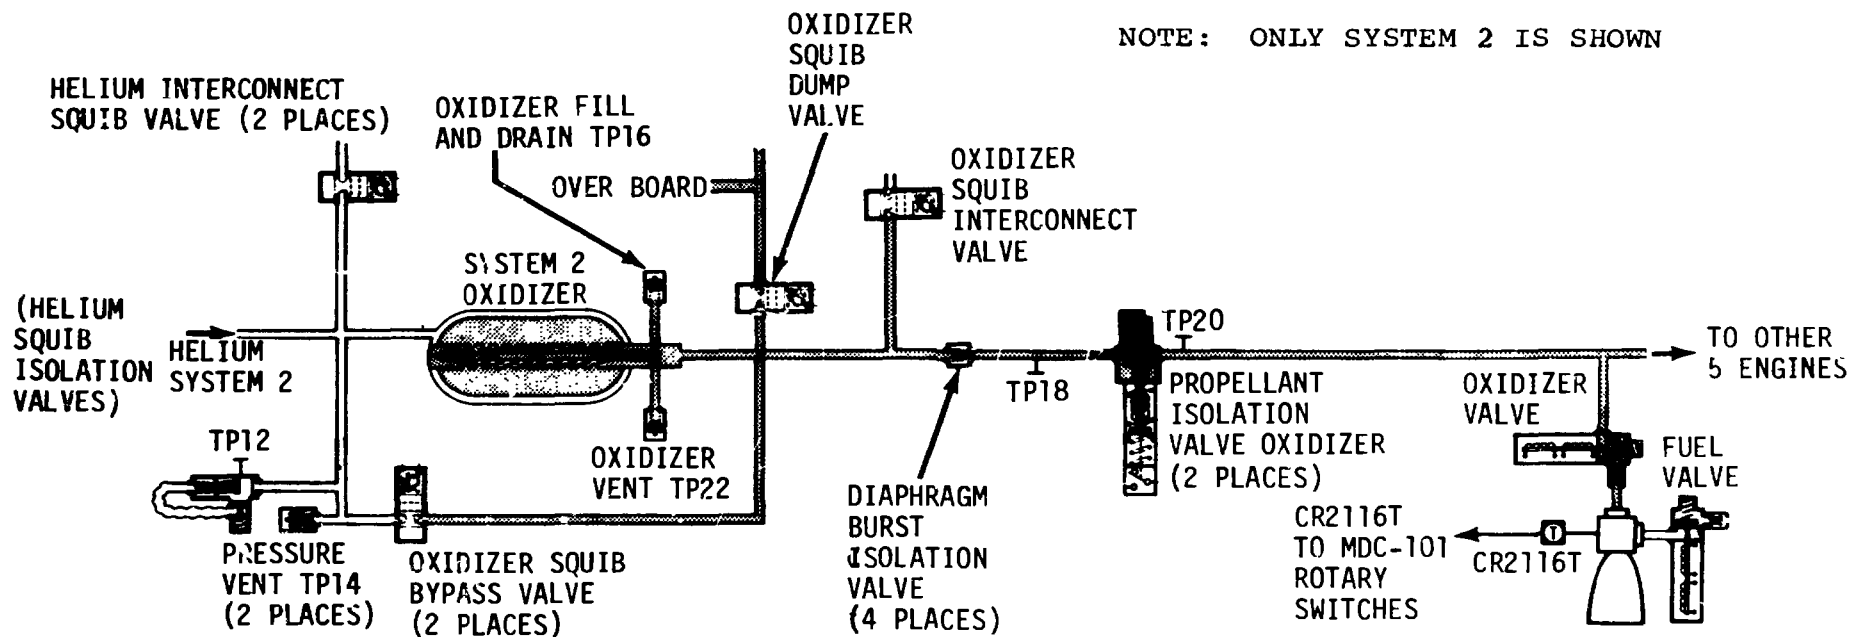 NOTE: ONLY SYSTEM 2 IS SHOWN
HELIUM INTERCONNECT
SQUIB VALVE (2 PLACES)
OXIDIZER FILL
AND DRAIN TP16
OXIDIZER
SQUIB
DUMP
VALVE
OVER BOARD
OXIDIZER
SQUIB
INTERCONNECT
VALVE
SYSTEM 2
OXIDIZER
(HELIUM
SQUIB
ISOLATION
VALVES)
HELIUM
SYSTEM 2
TP12
PRESSURE
VENT TP14
(2 PLACES)
OXIDIZER SQUIB
BYPASS VALVE
(2 PLACES)
OXIDIZER
VENT TP22
DIAPHRAGM
BURST
ISOLATION
VALVE
(4 PLACES)
TP18
TP20
PROPELLANT
ISOLATION
VALVE OXIDIZER
(2 PLACES)
TO OTHER
5 ENGINES
OXIDIZER
VALVE
FUEL
VALVE
CR2116T
TO MDC-101
ROTARY
SWITCHES
T
CR2116T